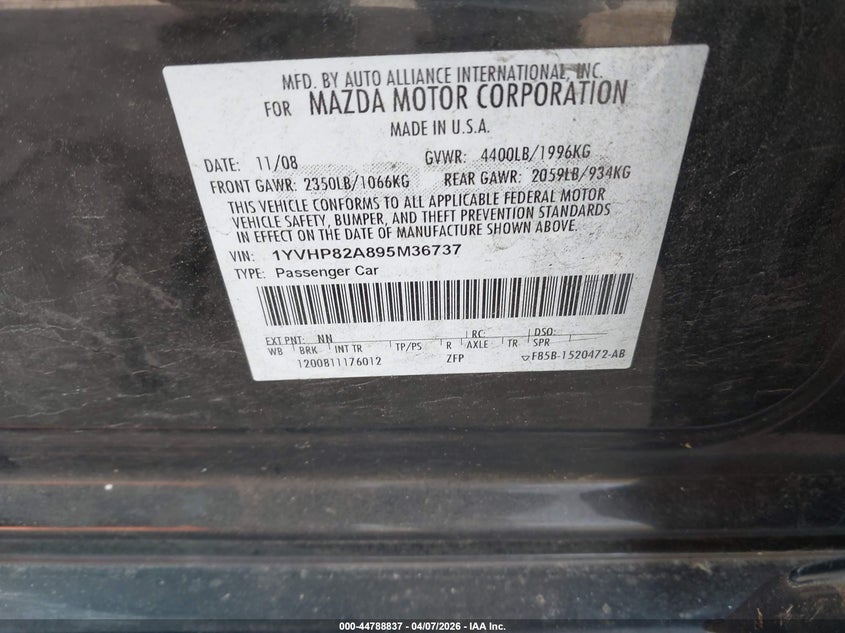 MFD. BY AUTO ALLIANCE INTERNATIONAL, INC.
FOR MAZDA MOTOR CORPORATION
MADE IN U.S.A.
DATE: 11/08 GVWR: 4400LB/1996KG
FRONT GAWR: 2350LB/1066KG REAR GAWR: 2059LB/934KG
THIS VEHICLE CONFORMS TO ALL APPLICABLE FEDERAL MOTOR
VEHICLE SAFETY, BUMPER, AND THEFT PREVENTION STANDARDS
IN EFFECT ON THE DATE OF MANUFACTURE SHOWN ABOVE.
VIN: 1YVHP82A895M36737
TYPE: Passenger Car
EXT PNT: NN RC: DSO:
WB BRK INT TR TP/PS R AXLE TR SPR
1200811176012 ZFP ▽F85B-1520472-AB
000-44788837 - 04/07/2026 - IAA Inc.